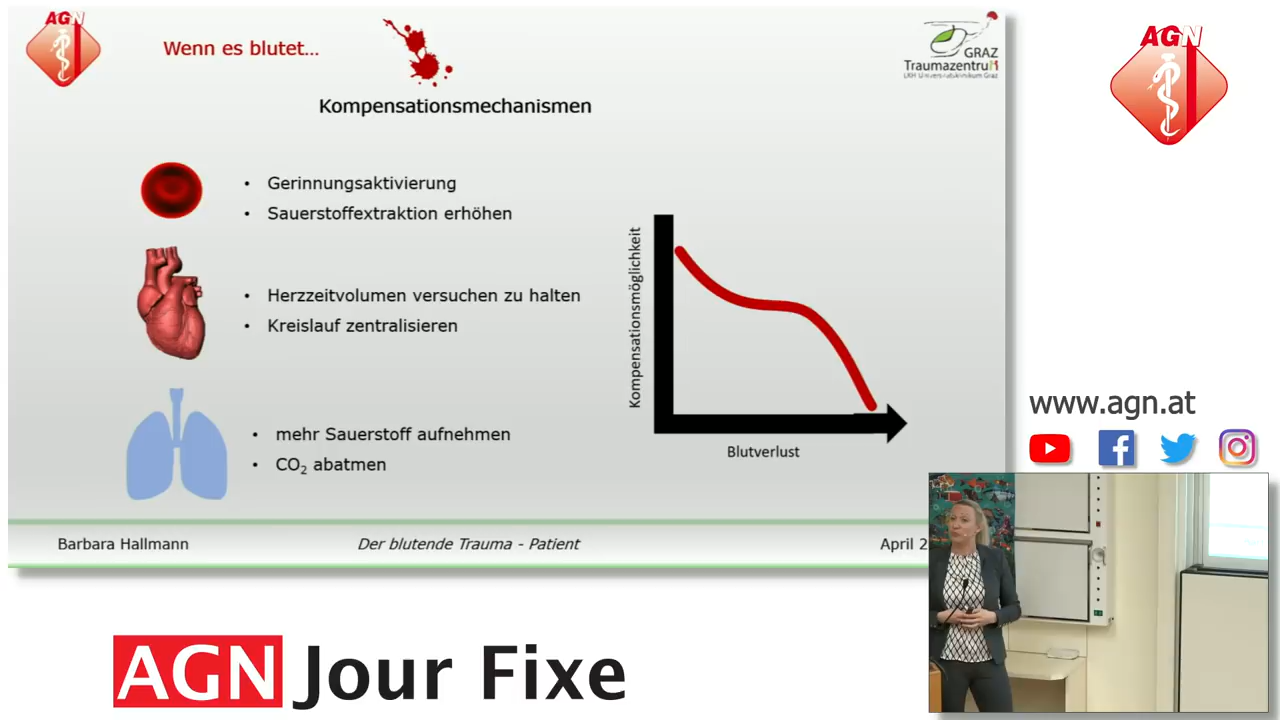 AGN
Wenn es blutet...
GRAZ
Traumazentrum
LKH Universitätsklinikum Graz
AGN
Kompensationsmechanismen
• Gerinnungsaktivierung
• Sauerstoffextraktion erhöhen
• Herzzeitvolumen versuchen zu halten
• Kreislauf zentralisieren
• mehr Sauerstoff aufnehmen
• CO₂ abatmen
Kompensationsmöglichkeit
Blutverlust
www.agn.at
Barbara Hallmann
Der blutende Trauma - Patient
April 2
AGN Jour Fixe